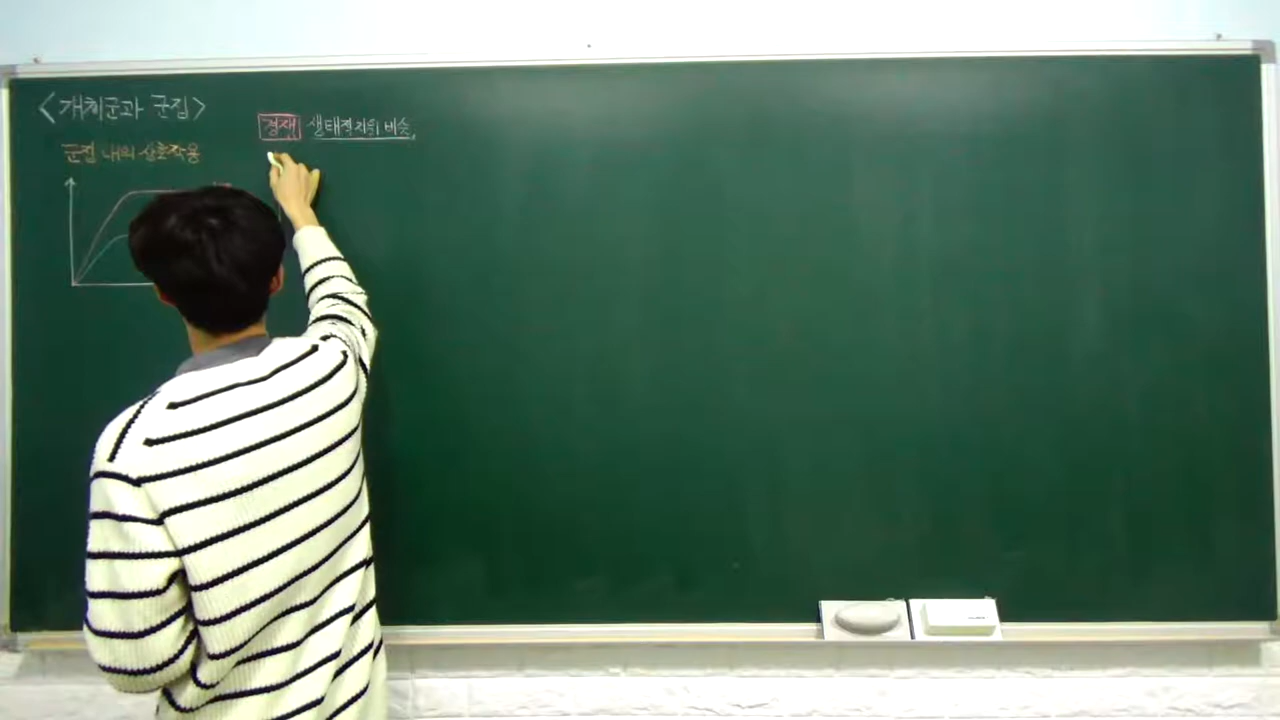 <개체군과 군집>
군집 내의 상호작용
경쟁 생태적지위 비슷.